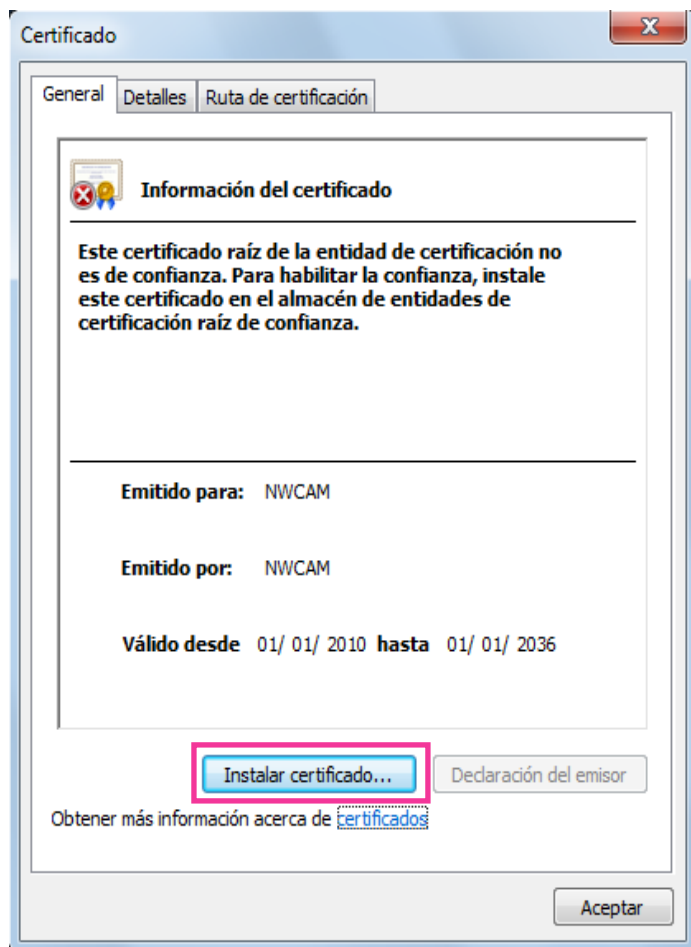 Certificado
General
Detalles
Ruta de certificación
Información del certificado
Este certificado raíz de la entidad de certificación no
es de confianza. Para habilitar la confianza, instale
este certificado en el almacén de entidades de
certificación raíz de confianza.
Emitido para: NWCAM
Emitido por: NWCAM
Válido desde 01/ 01/ 2010 hasta 01/ 01/ 2036
Instalar certificado...
Declaración del emisor
Obtener más información acerca de certificados
Aceptar